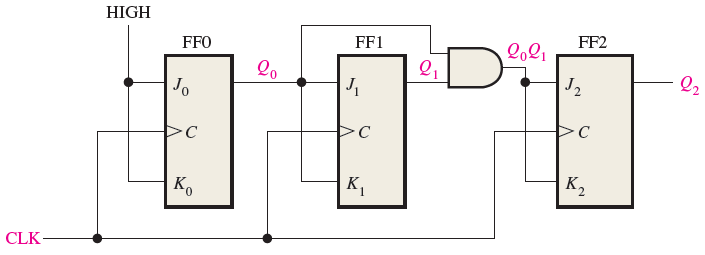 HIGH
FF0 FF1 FF2
Q₀ Q₁ Q₀Q₁ Q₂
J₀ J₁ J₂
C C C
K₀ K₁ K₂
CLK